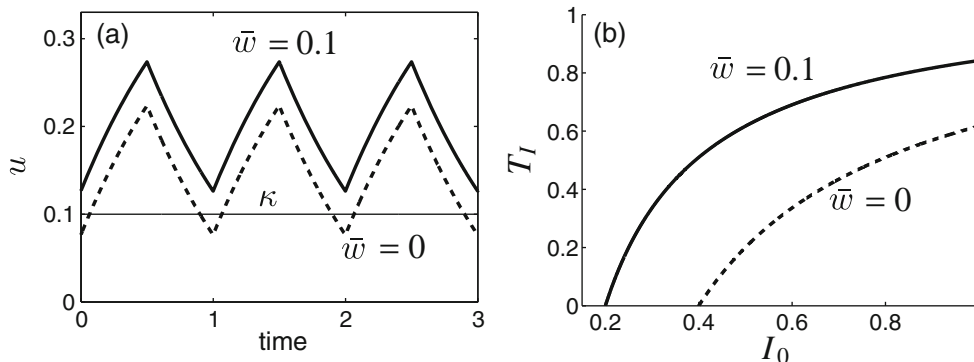 (a)
w̄ = 0.1
κ
w̄ = 0
u
0.3
0.2
0.1
0
0
1
2
3
time
(b)
w̄ = 0.1
w̄ = 0
T_I
1
0.8
0.6
0.4
0.2
0
0.2
0.4
0.6
0.8
I_0